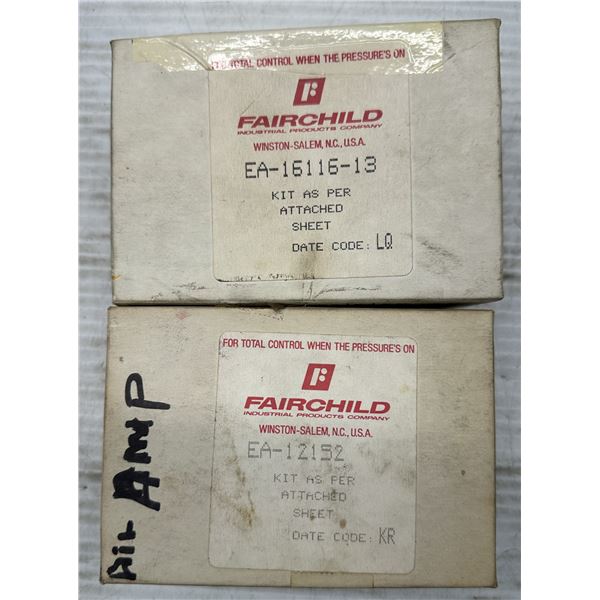 FOR TOTAL CONTROL WHEN THE PRESSURE'S ON
FAIRCHILD
INDUSTRIAL PRODUCTS COMPANY
WINSTON-SALEM, N.C., U.S.A.
EA-16116-13
KIT AS PER
ATTACHED
SHEET
DATE CODE: LQ
FOR TOTAL CONTROL WHEN THE PRESSURE'S ON
FAIRCHILD
INDUSTRIAL PRODUCTS COMPANY
WINSTON-SALEM, N.C., U.S.A.
EA-12152
KIT AS PER
ATTACHED
SHEET
DATE CODE: KR
AIR AMP